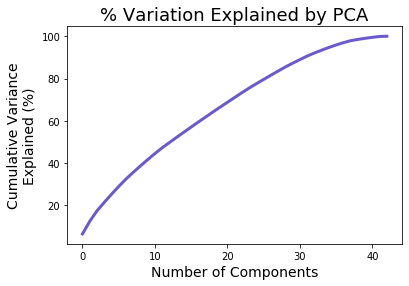 % Variation Explained by PCA
Cumulative Variance
Explained (%)
100
80
60
40
20
0
10
20
30
40
Number of Components